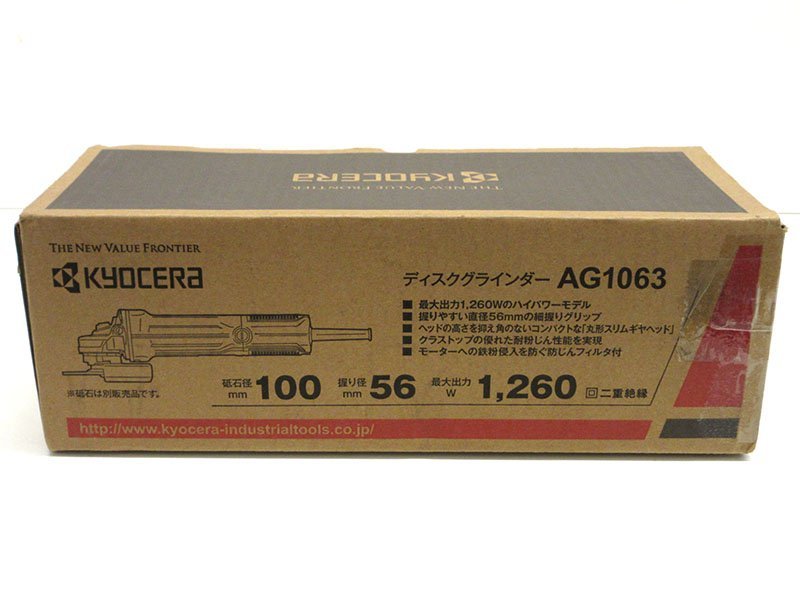 KYOCERA
THE NEW VALUE FRONTIER
THE NEW VALUE FRONTIER
KYOCERA
ディスクグラインダー AG1063
■最大出力1,260Wのハイパワーモデル
■握りやすい直径56mmの細握りグリップ
■ヘッドの高さを抑え角のないコンパクトな「丸形スリムギヤヘッド」
■クラストップの優れた耐粉じん性能を実現
■モーターへの鉄粉侵入を防ぐ防じんフィルタ付
※砥石は別販売品です。
砥石径 mm 100 握り径 mm 56 最大出力 W 1,260 回二重絶縁
http://www.kyocera-industrialtools.co.jp/